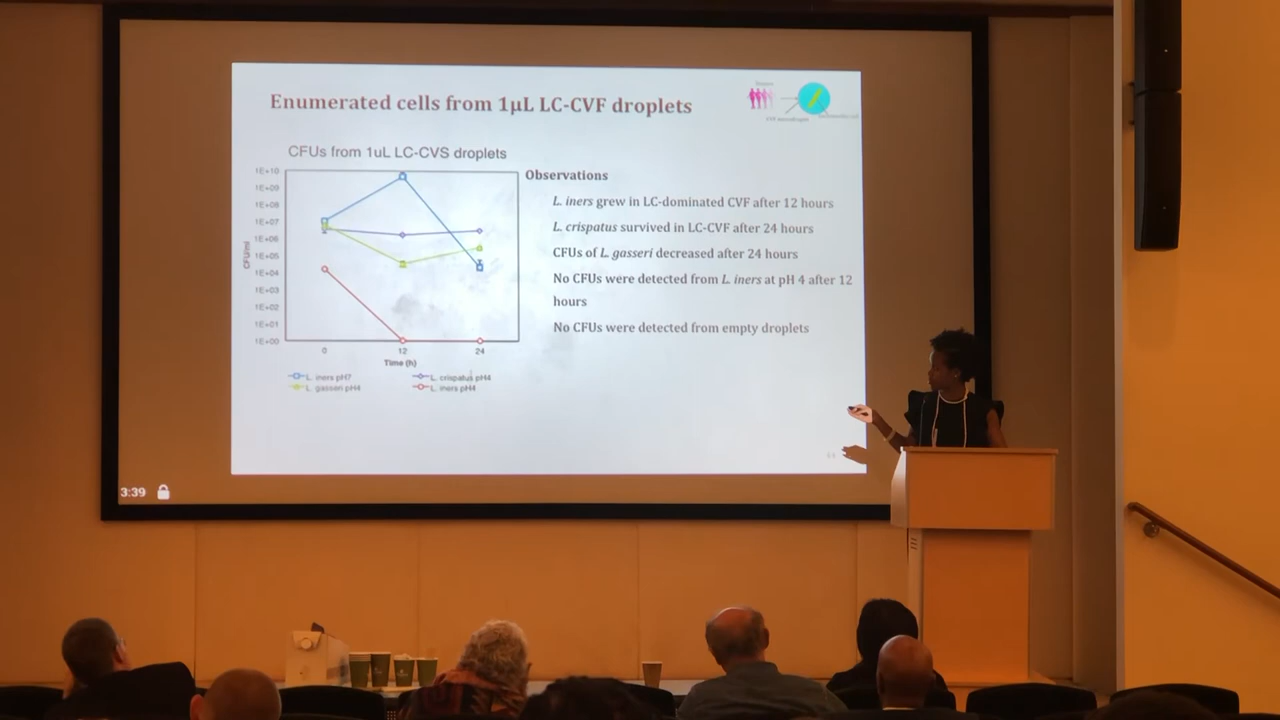 Enumerated cells from 1µL LC-CVF droplets
CFUs from 1uL LC-CVS droplets
1E+10
1E+09
1E+08
1E+07
1E+06
1E+05
1E+04
1E+03
1E+02
1E+01
1E+00
CFU/ml
0 12 24
Time (h)
L. iners pH7 L. crispatus pH4
L. gasseri pH4 L. iners pH4
Observations
L. iners grew in LC-dominated CVF after 12 hours
L. crispatus survived in LC-CVF after 24 hours
CFUs of L. gasseri decreased after 24 hours
No CFUs were detected from L. iners at pH 4 after 12
hours
No CFUs were detected from empty droplets
3:39